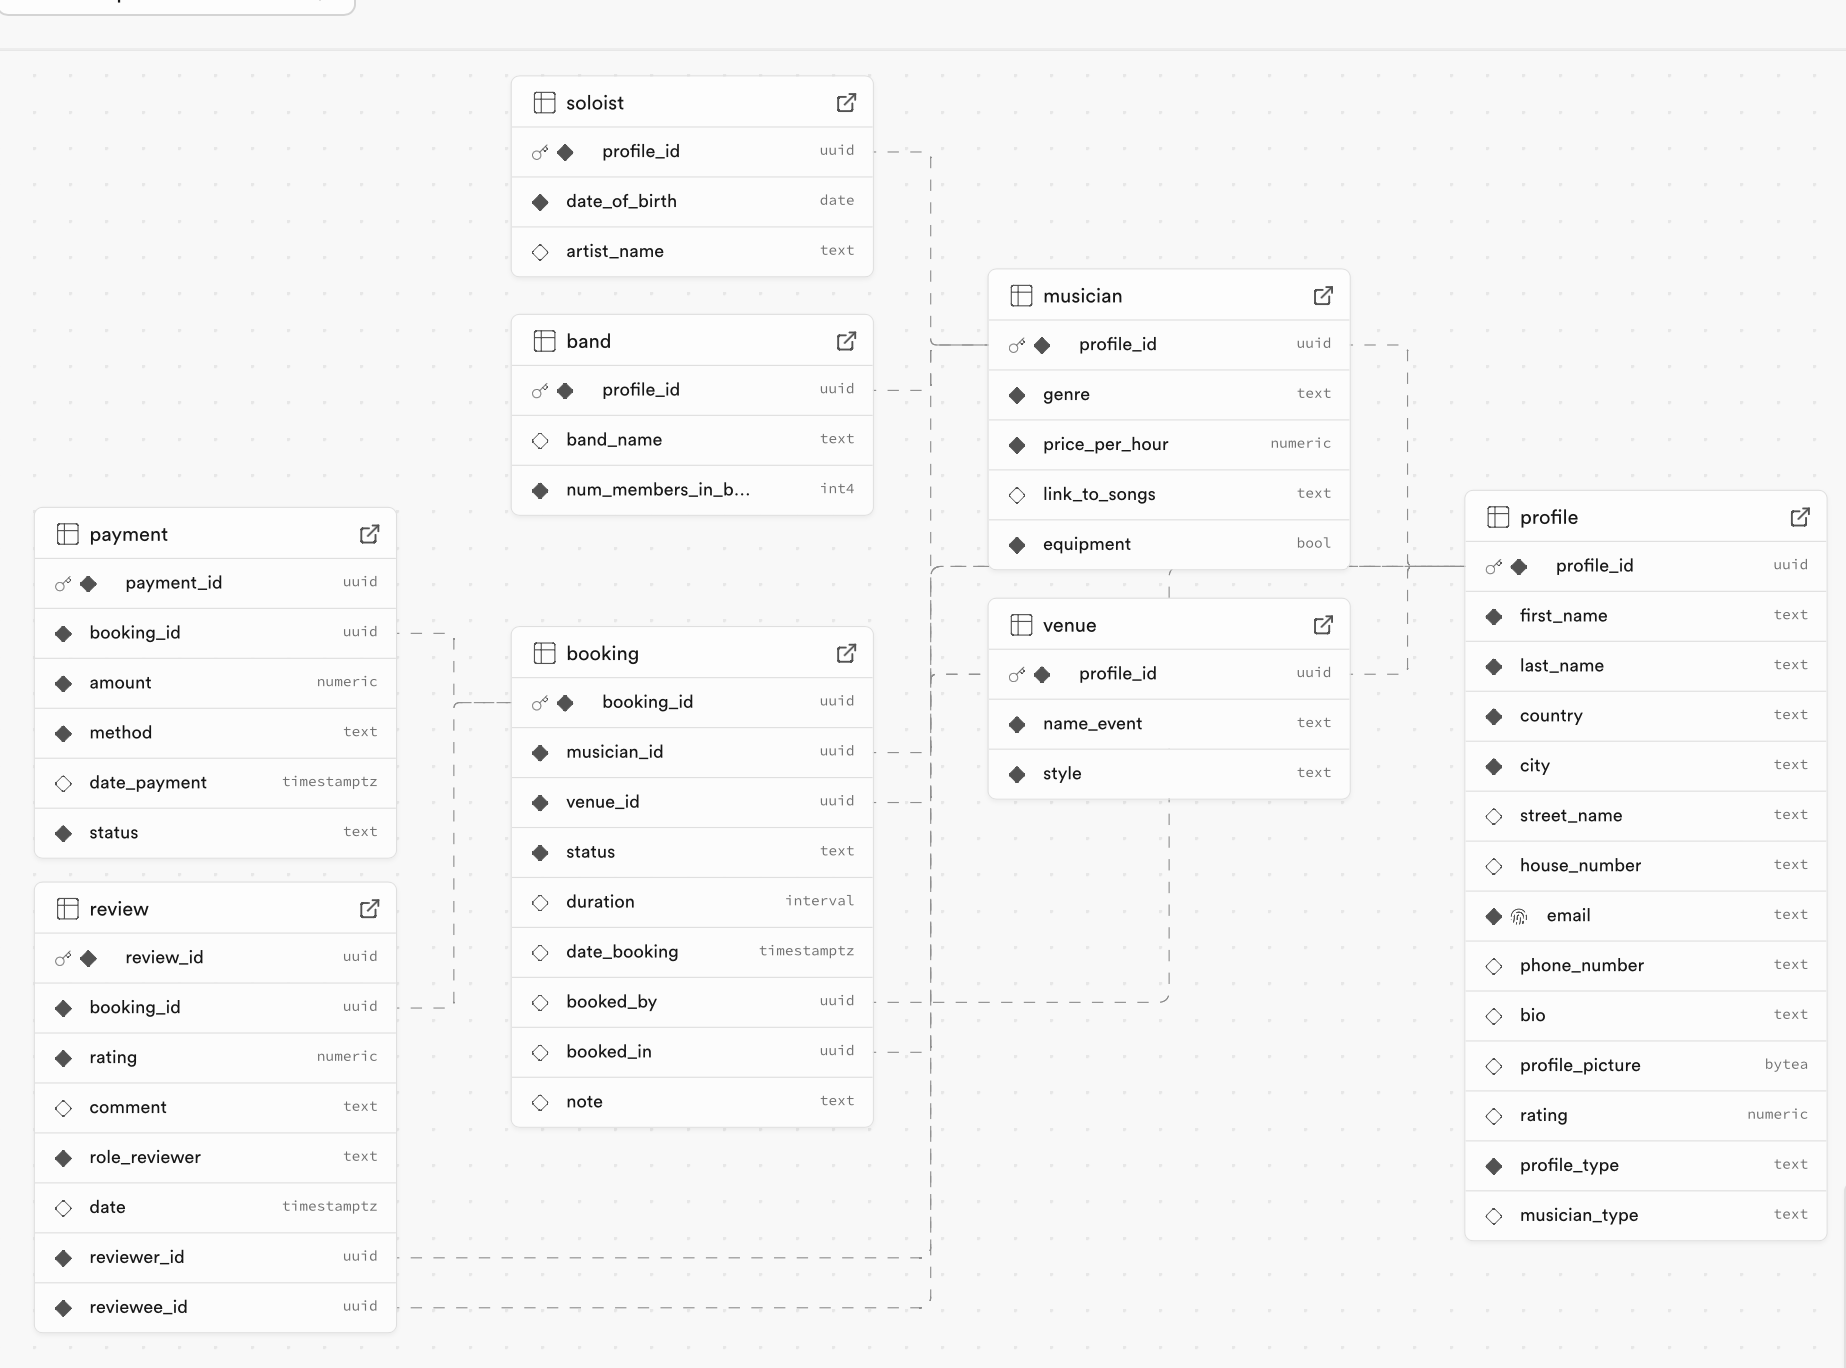 soloist
profile_id uuid
date_of_birth date
artist_name text
band
profile_id uuid
band_name text
num_members_in_b... int4
musician
profile_id uuid
genre text
price_per_hour numeric
link_to_songs text
equipment bool
payment
payment_id uuid
booking_id uuid
amount numeric
method text
date_payment timestamptz
status text
review
review_id uuid
booking_id uuid
rating numeric
comment text
role_reviewer text
date timestamptz
reviewer_id uuid
reviewee_id uuid
booking
booking_id uuid
musician_id uuid
venue_id uuid
status text
duration interval
date_booking timestamptz
booked_by uuid
booked_in uuid
note text
venue
profile_id uuid
name_event text
style text
profile
profile_id uuid
first_name text
last_name text
country text
city text
street_name text
house_number text
email text
phone_number text
bio text
profile_picture bytea
rating numeric
profile_type text
musician_type text